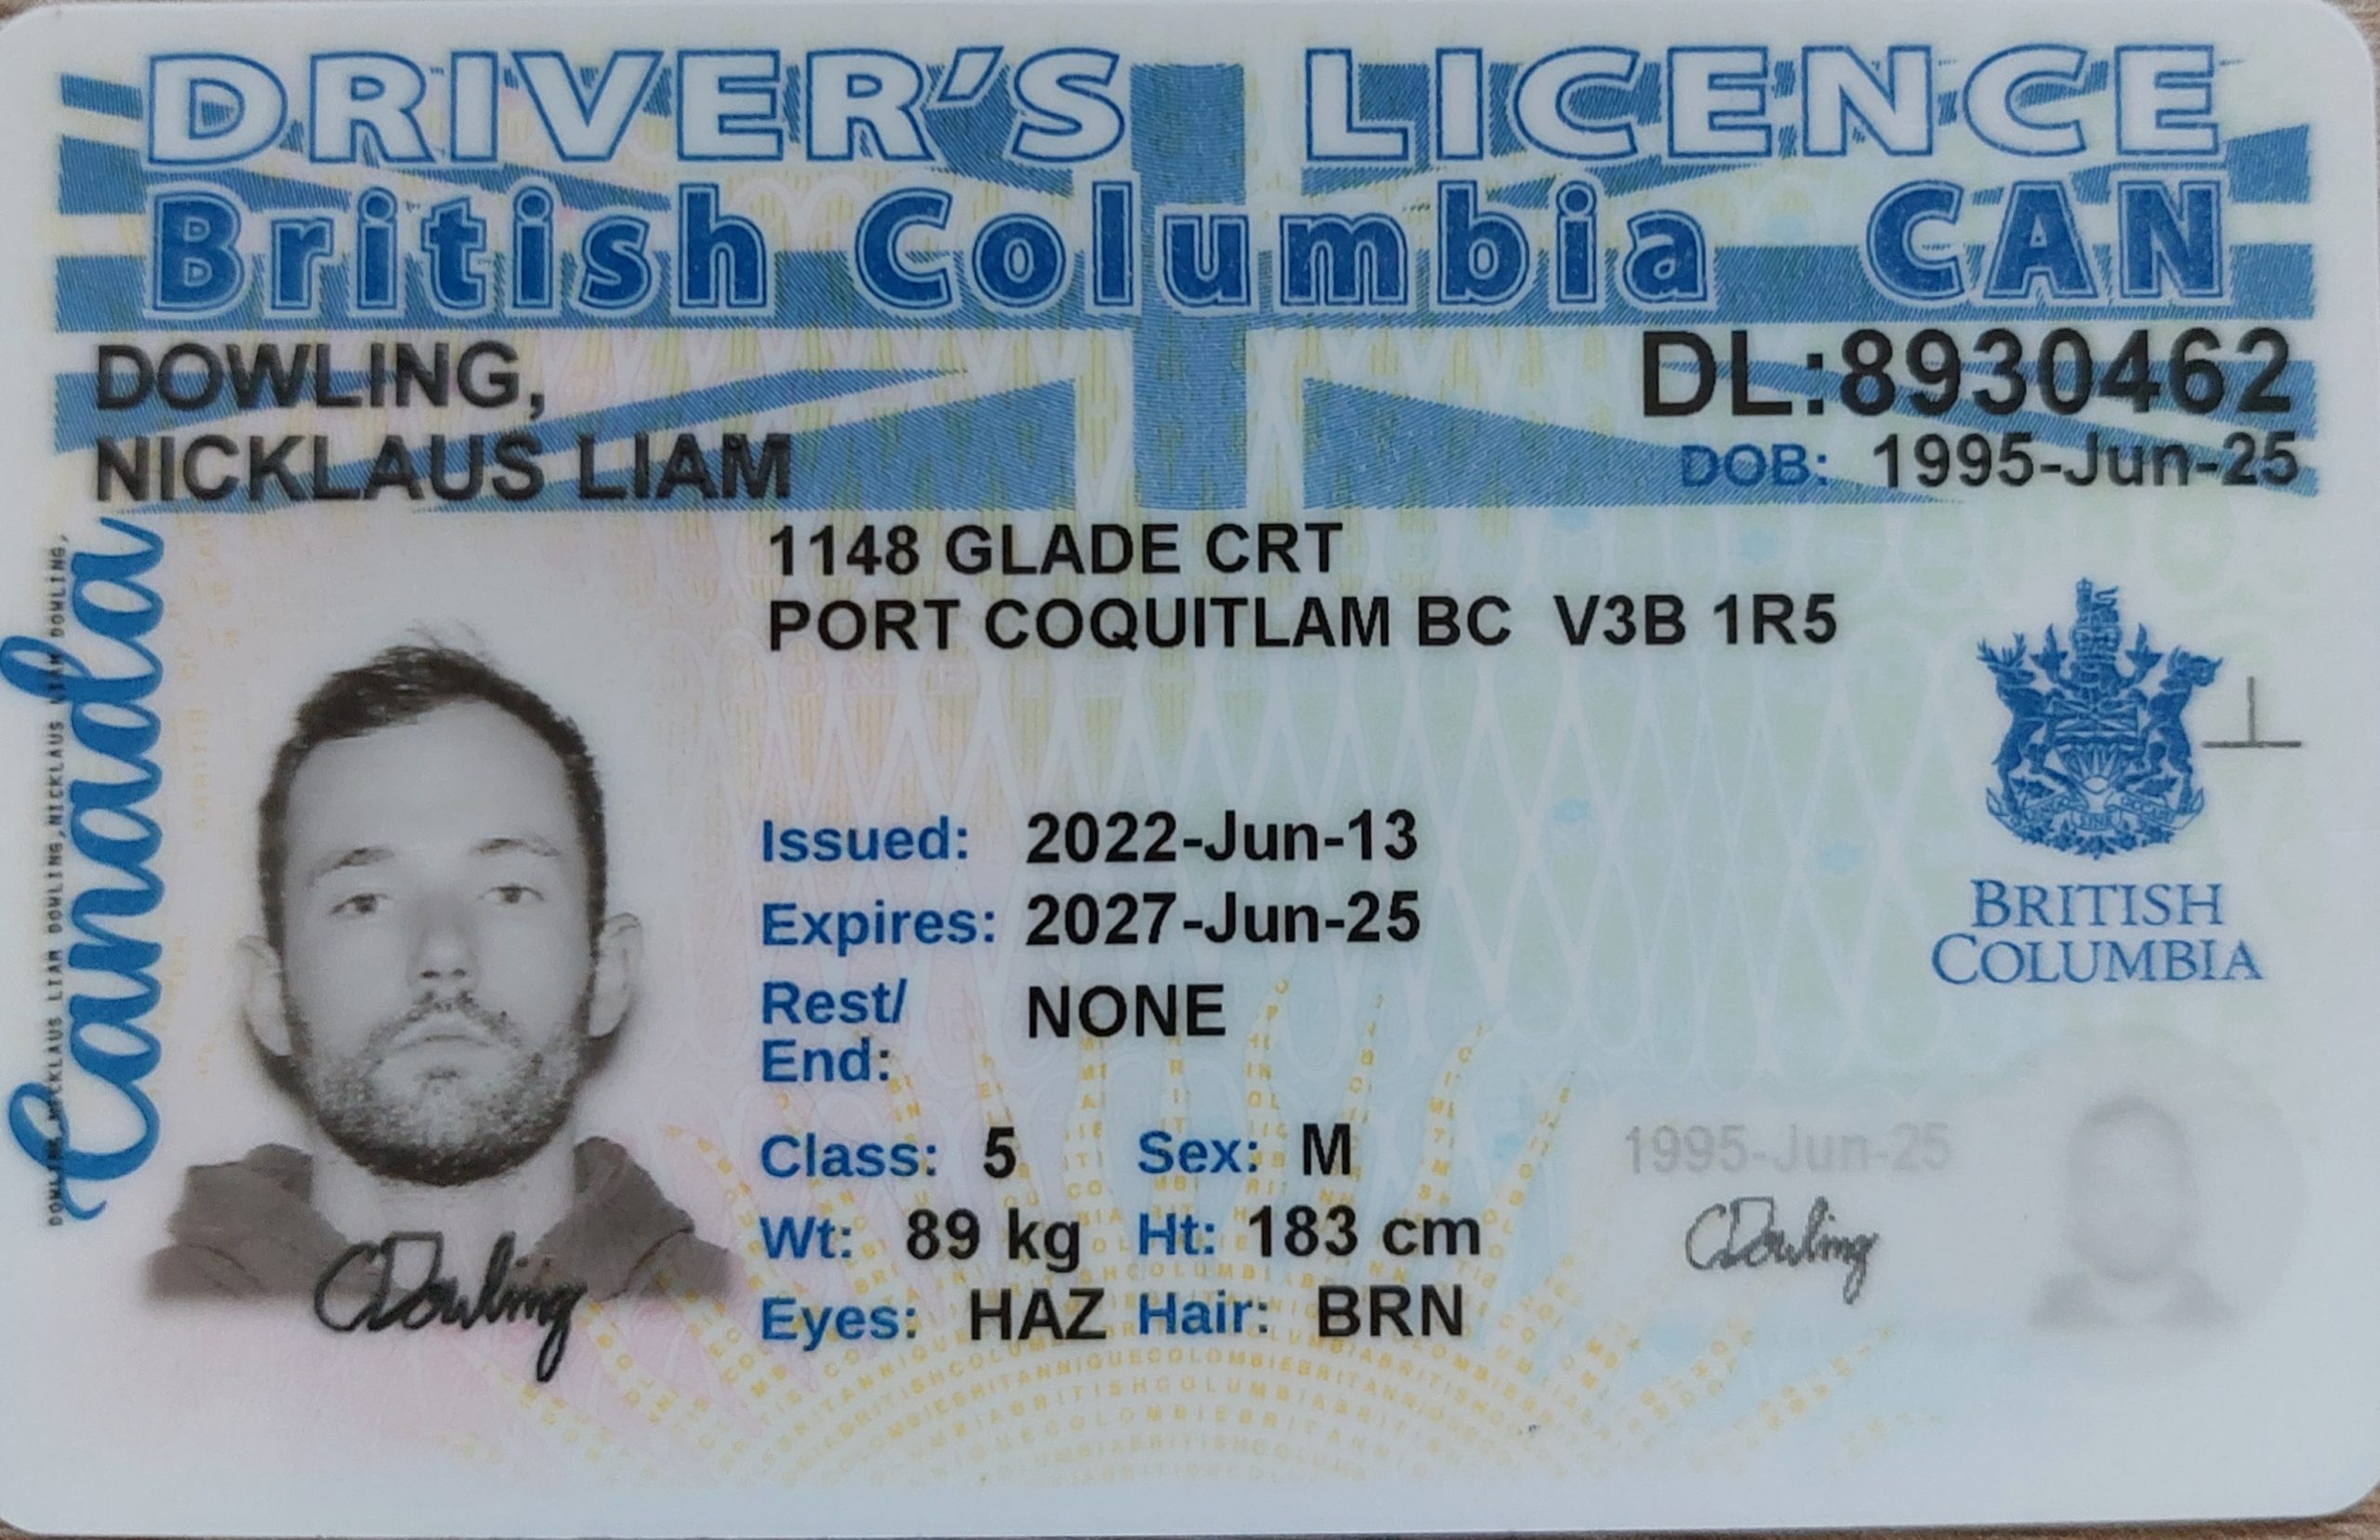 DRIVER'S LICENCE
British Columbia CAN
DOWLING,
NICKLAUS LIAM
DL:8930462
DOB: 1995-Jun-25
1148 GLADE CRT
PORT COQUITLAM BC V3B 1R5
Canada
Issued: 2022-Jun-13
Expires: 2027-Jun-25
Rest/
End: NONE
Class: 5 Sex: M
Wt: 89 kg Ht: 183 cm
Eyes: HAZ Hair: BRN
BRITISH
COLUMBIA
1995-Jun-25
Dowling
Dowling